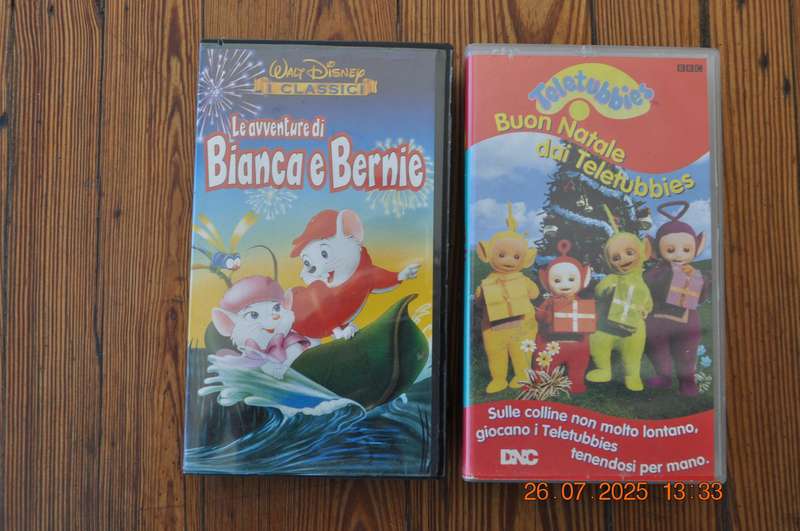 WALT DISNEY
I CLASSICI
Le avventure di
Bianca e Bernie
Teletubbies
BBC
Buon Natale
dai Teletubbies
Sulle colline non molto lontano,
giocano i Teletubbies
tenendosi per mano.
DNC
26.07.2025 13:33